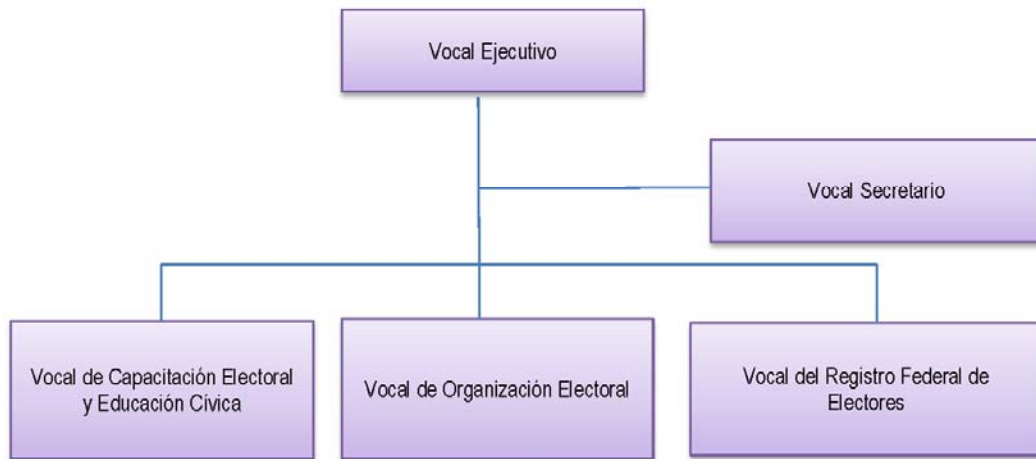 Vocal Ejecutivo
Vocal Secretario
Vocal de Capacitación Electoral
y Educación Cívica
Vocal de Organización Electoral
Vocal del Registro Federal de
Electores